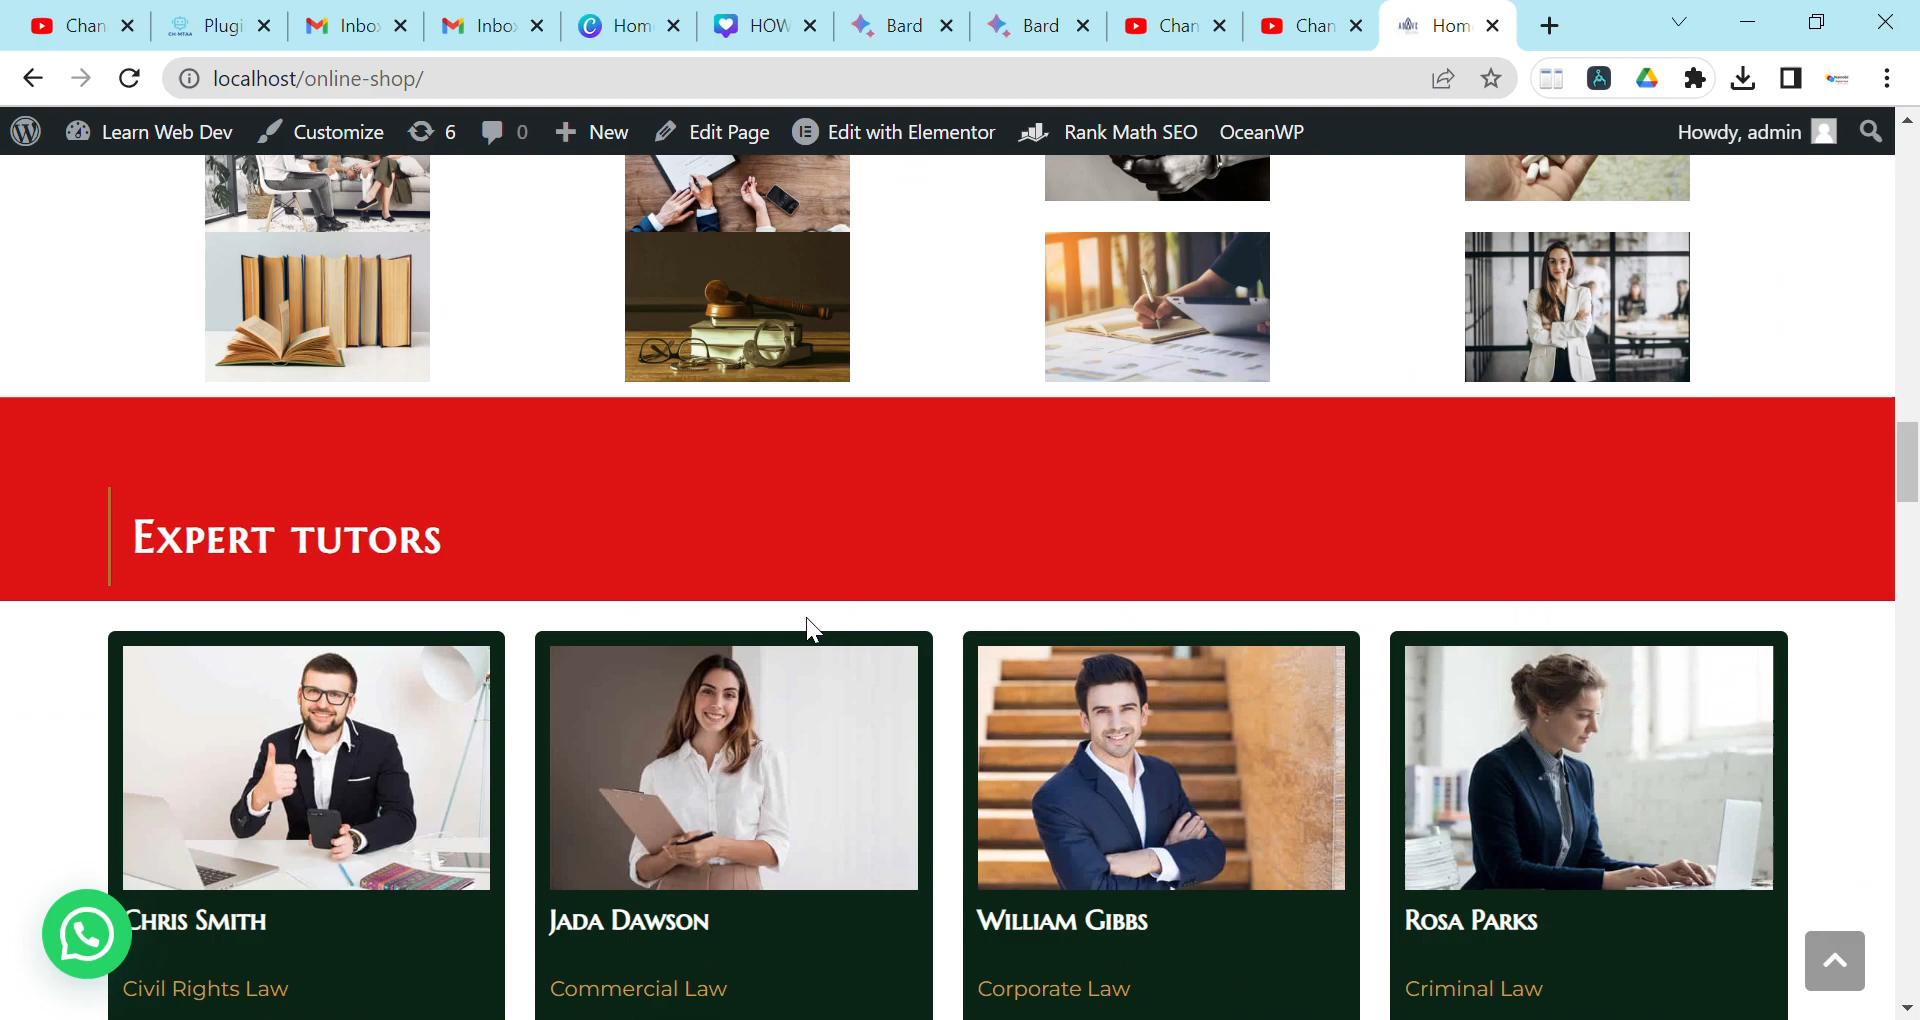 Chan Plugi Inbox Inbox Hom HOW Bard Bard Chan Chan Hom
localhost/online-shop/
Learn Web Dev Customize 6 0 New Edit Page Edit with Elementor Rank Math SEO OceanWP Howdy, admin
Expert tutors
Chris Smith
Civil Rights Law
Jada Dawson
Commercial Law
William Gibbs
Corporate Law
Rosa Parks
Criminal Law